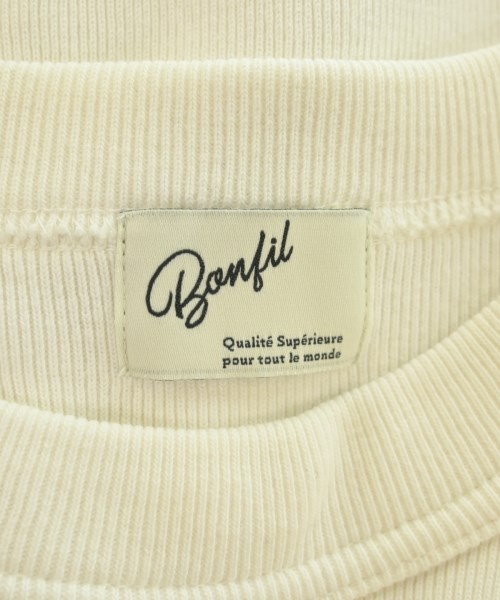 Bonfil
Qualité Supérieure
pour tout le monde